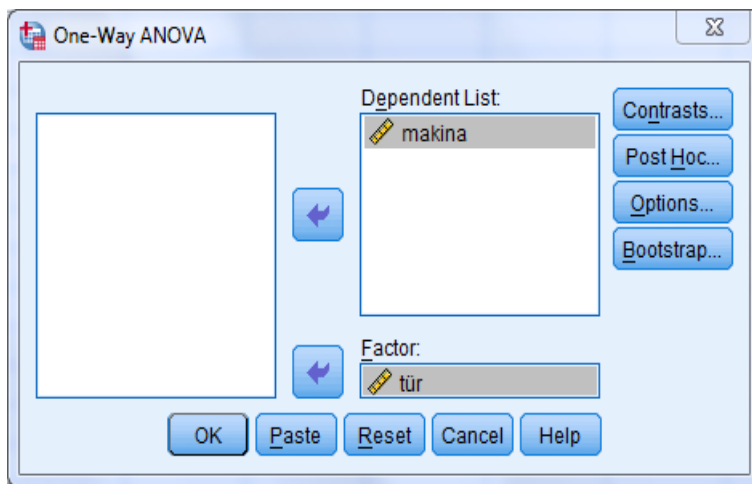 One-Way ANOVA
Dependent List:
makina
Contrasts...
Post Hoc...
Options...
Bootstrap...
Factor:
tür
OK Paste Reset Cancel Help